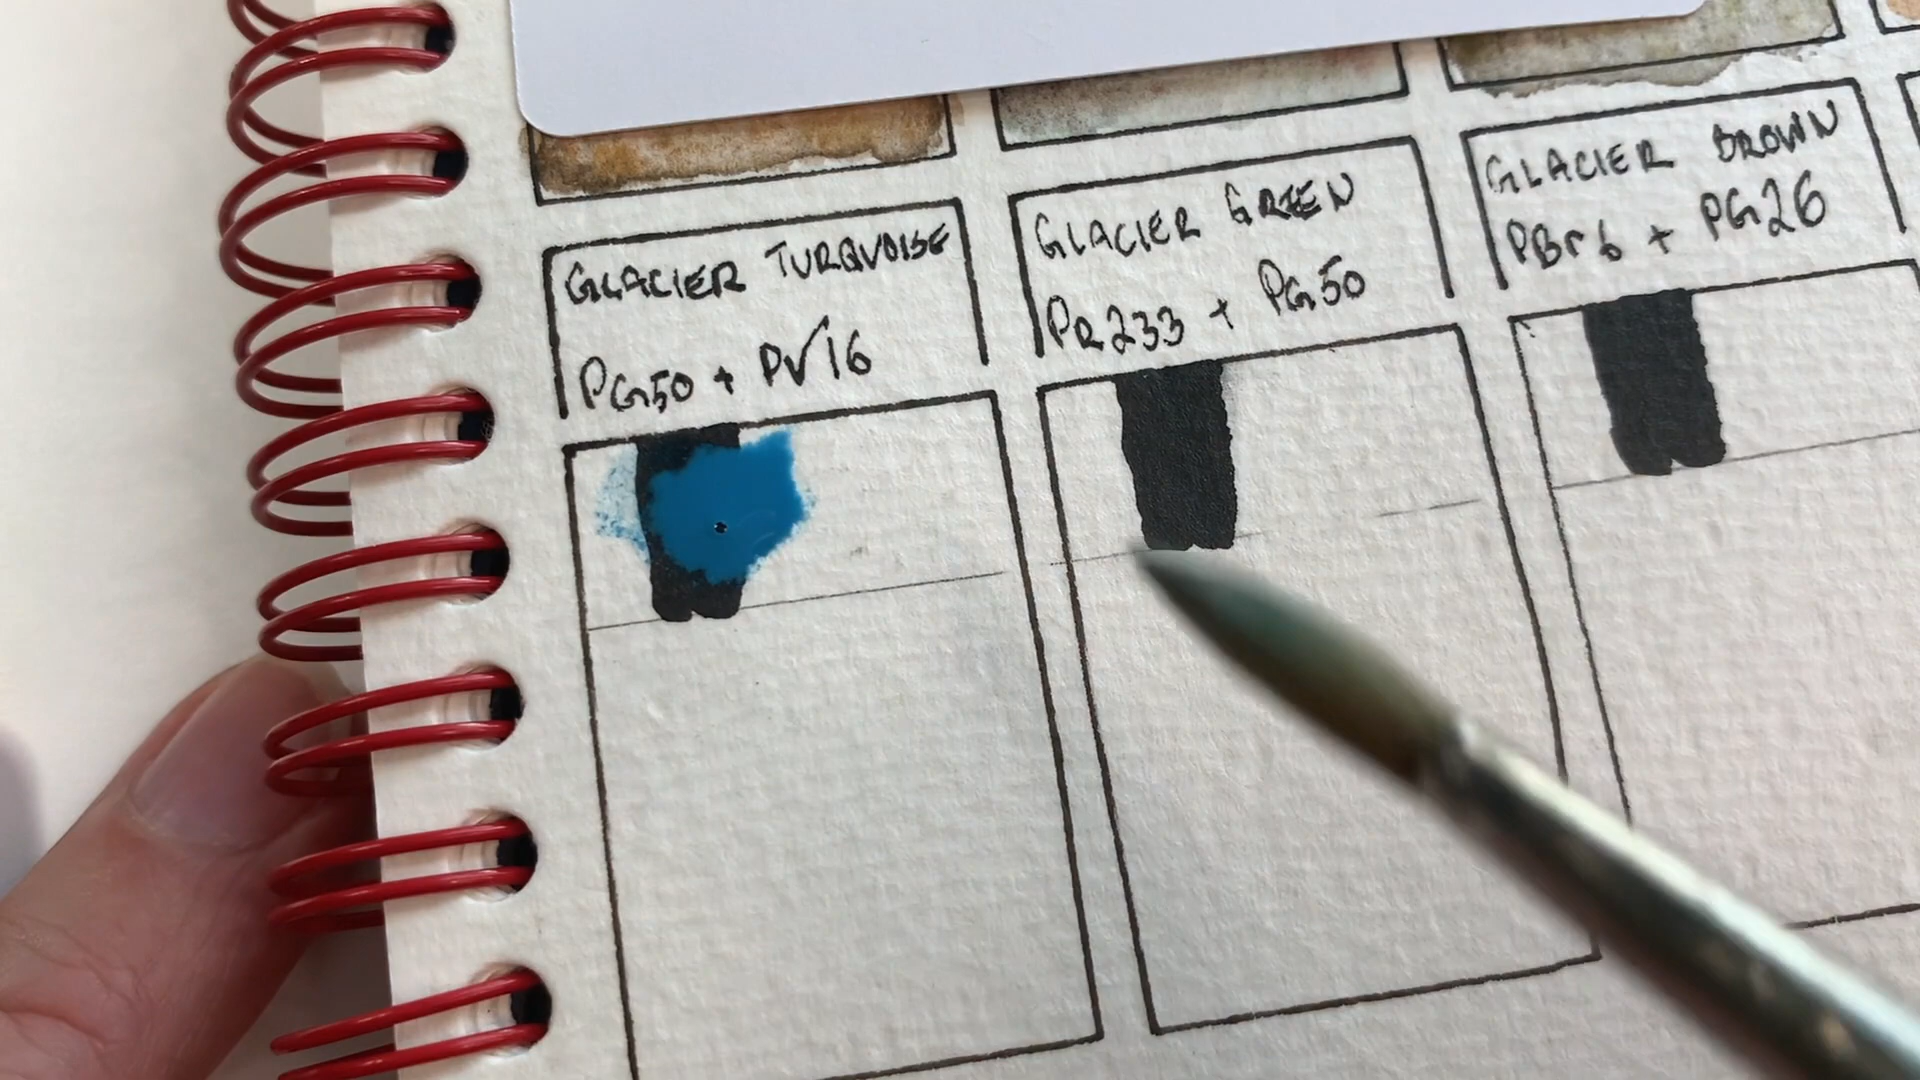 GLACIER TURQUOISE
PG50 + PV16
GLACIER GREEN
PR233 + PG50
GLACIER BROWN
PBr6 + PG26